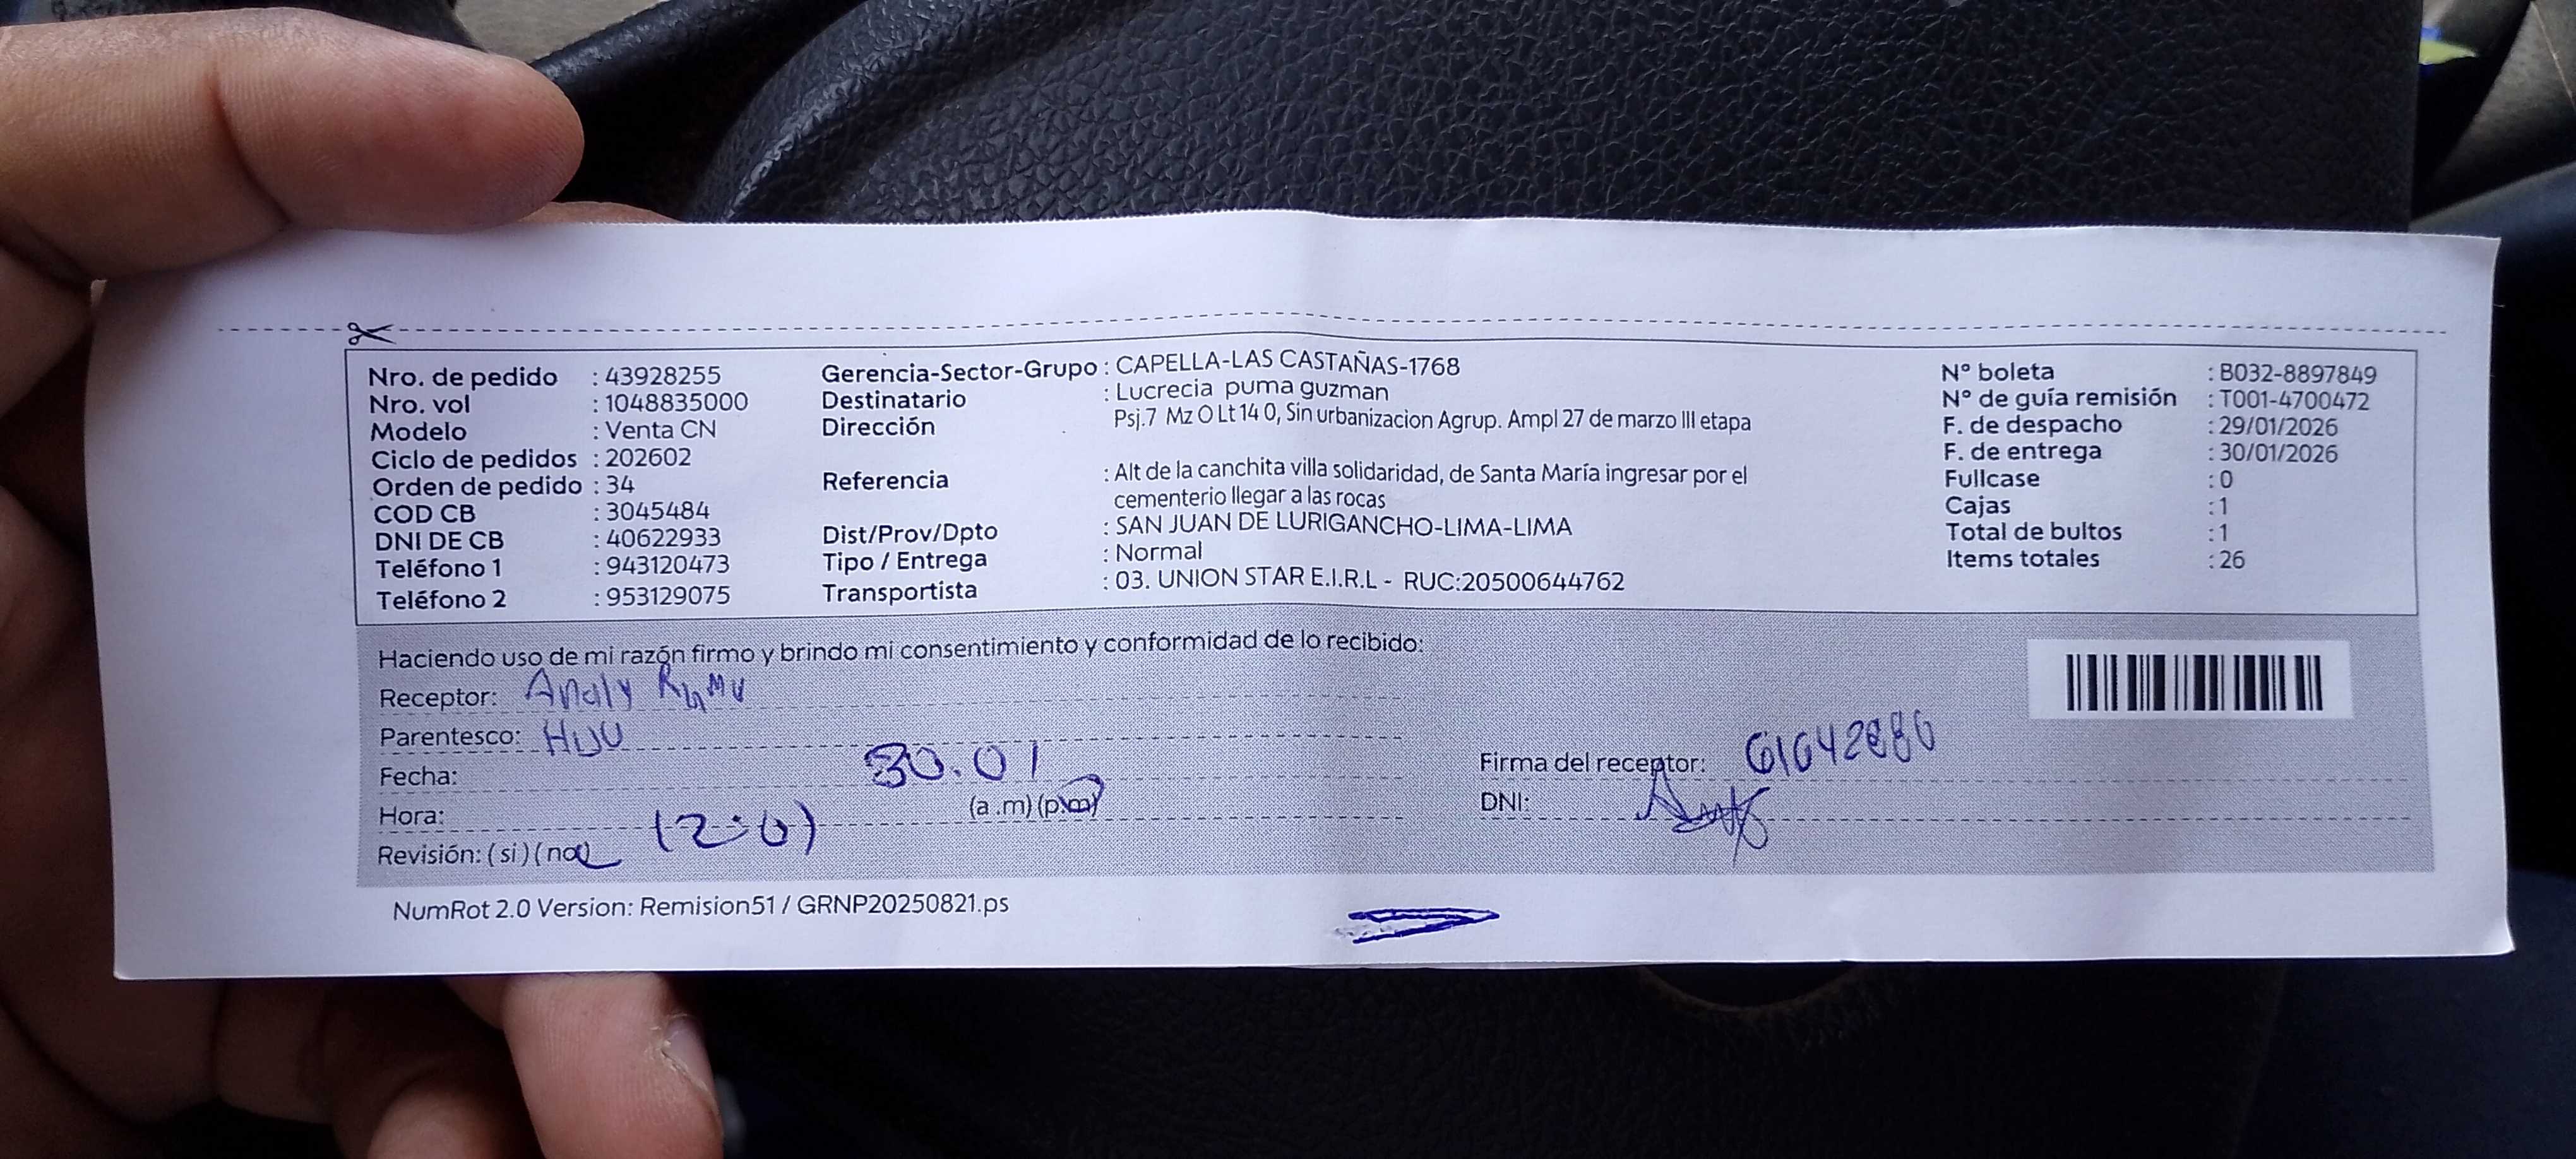 Nro. de pedido : 43928255
Nro. vol : 1048835000
Modelo : Venta CN
Ciclo de pedidos : 202602
Orden de pedido : 34
COD CB : 3045484
DNI DE CB : 40622933
Teléfono 1 : 943120473
Teléfono 2 : 953129075
Gerencia-Sector-Grupo : CAPELLA-LAS CASTAÑAS-1768
Destinatario : Lucrecia puma guzman
Dirección Psj.7 Mz O Lt 14 0, Sin urbanizacion Agrup. Ampl 27 de marzo III etapa
Referencia : Alt de la canchita villa solidaridad, de Santa María ingresar por el
cementerio llegar a las rocas
Dist/Prov/Dpto : SAN JUAN DE LURIGANCHO-LIMA-LIMA
Tipo / Entrega : Normal
Transportista : 03. UNION STAR E.I.R.L - RUC:20500644762
N° boleta : B032-8897849
N° de guía remisión : T001-4700472
F. de despacho : 29/01/2026
F. de entrega : 30/01/2026
Fullcase : 0
Cajas : 1
Total de bultos : 1
Items totales : 26
Haciendo uso de mi razón firmo y brindo mi consentimiento y conformidad de lo recibido:
Receptor: Analy
Parentesco:
Fecha: 30.01
Hora: (a.m) (p.m)
Revisión: (si) (no)
Firma del receptor:
DNI:
NumRot 2.0 Version: Remision51 / GRNP20250821.ps